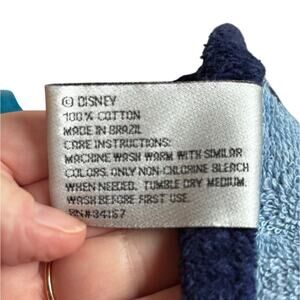 © DISNEY
100% COTTON
MADE IN BRAZIL
CARE INSTRUCTIONS:
MACHINE WASH WARM WITH SIMILAR
COLORS. ONLY NON-CHLORINE BLEACH
WHEN NEEDED. TUMBLE DRY MEDIUM.
WASH BEFORE FIRST USE.
RN#34167